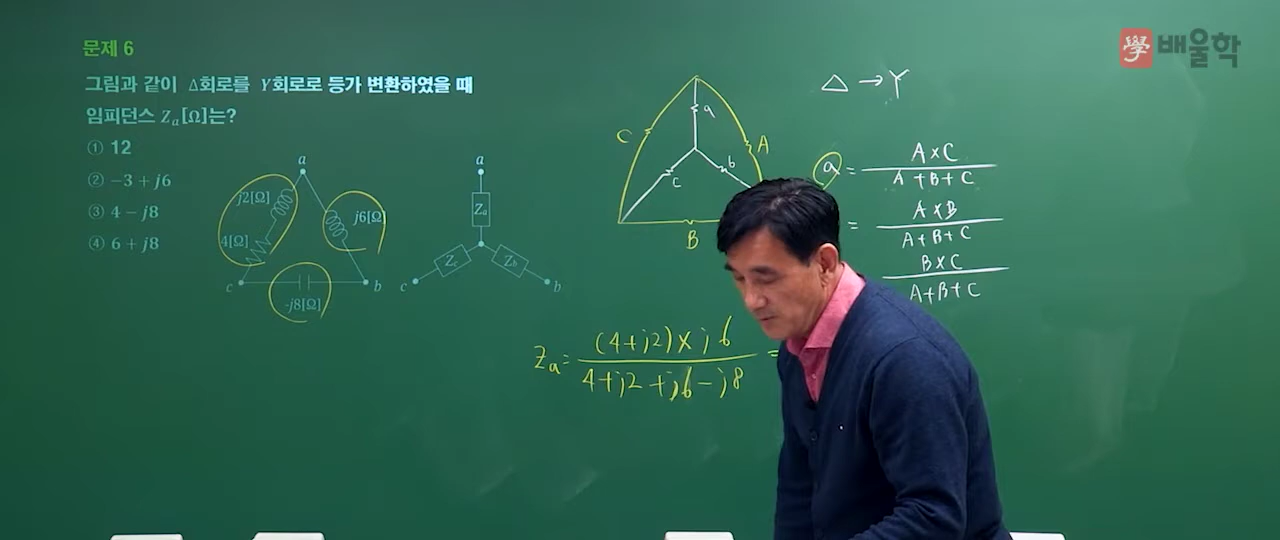 문제 6
그림과 같이 Δ회로를 Y회로로 등가 변환하였을 때
임피던스 Zₐ[Ω]는?
① 12
② −3 + j6
③ 4 − j8
④ 6 + j8
a
j2[Ω]
j6[Ω]
4[Ω]
c
b
-j8[Ω]
a
Zₐ
Z_c
Z_b
c
b
學 배울학
△ → Y
C
a
A
b
c
B
a = A×C / A+B+C
= A×B / A+B+C
B×C / A+B+C
Zₐ = (4+j2)×j6 / 4+j2+j6−j8 =